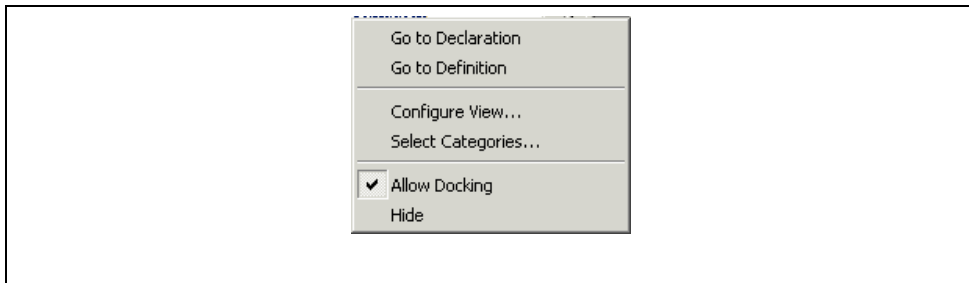 Go to Declaration
Go to Definition
Configure View...
Select Categories...
Allow Docking
Hide